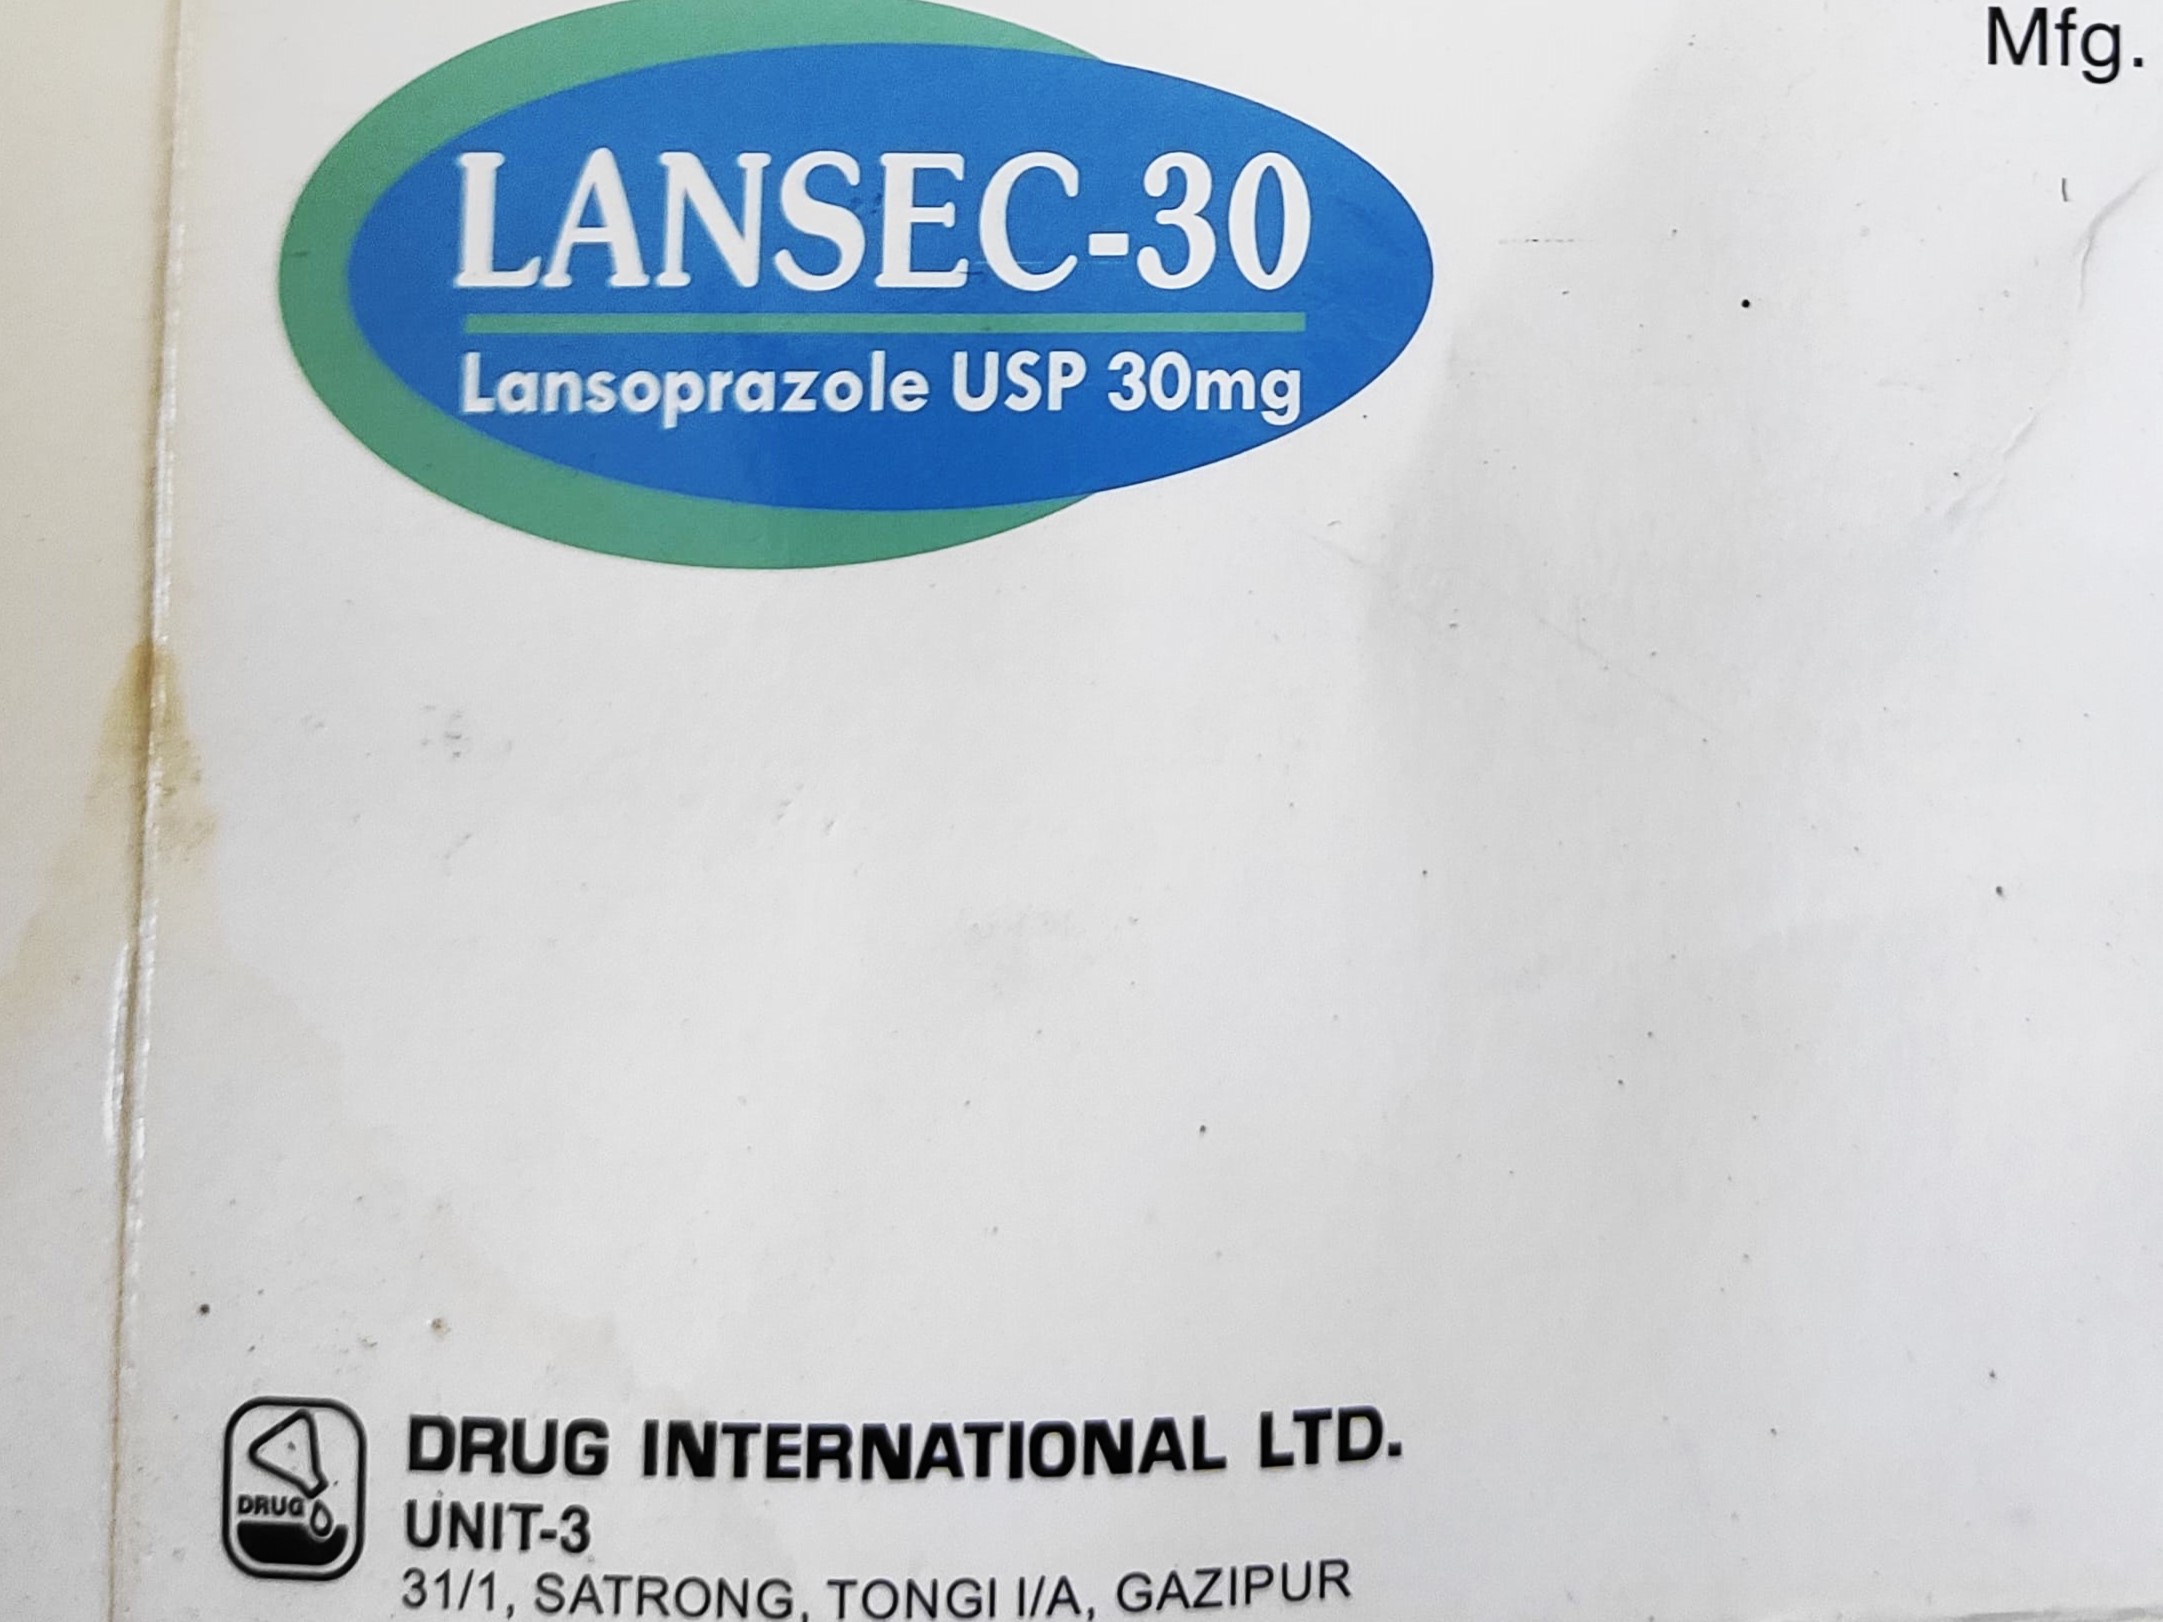 Mfg.
LANSEC-30
Lansoprazole USP 30mg
DRUG
DRUG INTERNATIONAL LTD.
UNIT-3
31/1, SATRONG, TONGI I/A, GAZIPUR